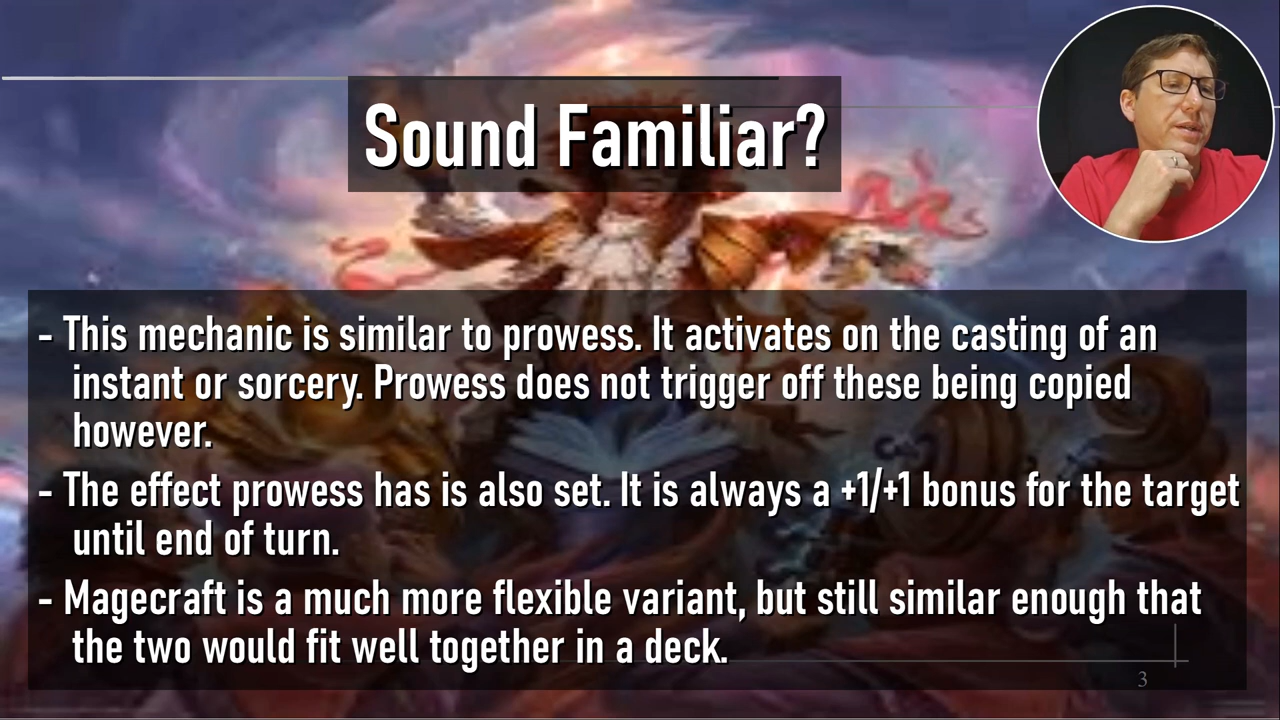 Sound Familiar?
- This mechanic is similar to prowess. It activates on the casting of an
instant or sorcery. Prowess does not trigger off these being copied
however.
- The effect prowess has is also set. It is always a +1/+1 bonus for the target
until end of turn.
- Magecraft is a much more flexible variant, but still similar enough that
the two would fit well together in a deck.
3